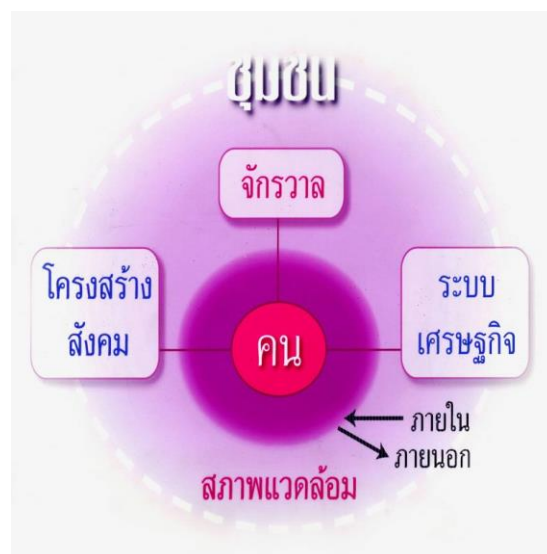 ชุมชน
จักรวาล
โครงสร้าง
สังคม
คน
ระบบ
เศรษฐกิจ
ภายใน
ภายนอก
สภาพแวดล้อม